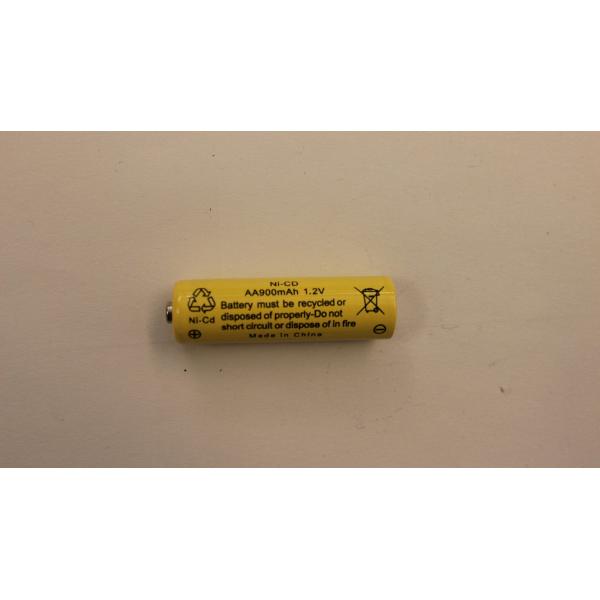 Ni-CD
AA900mAh 1.2V
Battery must be recycled or
disposed of properly-Do not
short circuit or dispose of in fire
Made in China
Ni-Cd